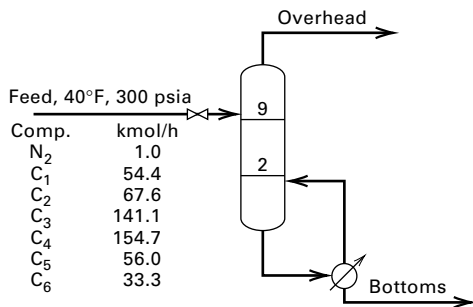 Overhead
Feed, 40°F, 300 psia
9
Comp. kmol/h
N₂ 1.0
C₁ 54.4
2
C₂ 67.6
C₃ 141.1
C₄ 154.7
C₅ 56.0
C₆ 33.3
Bottoms